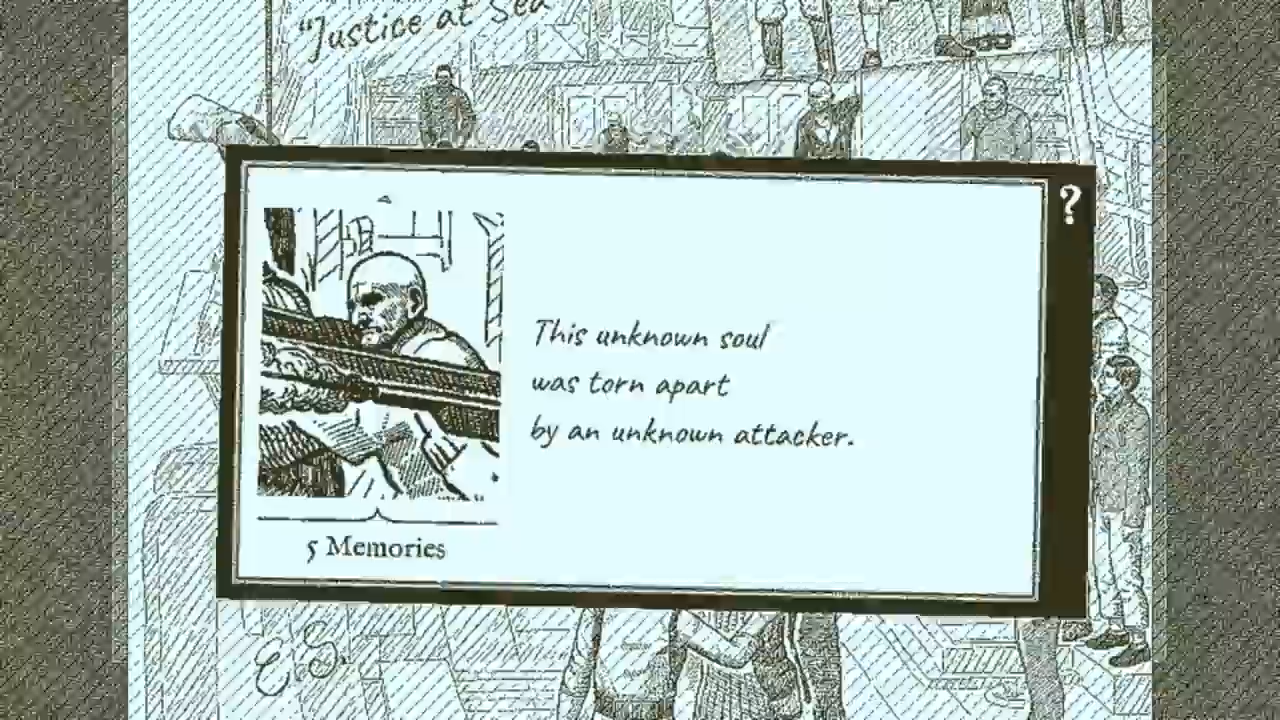 "Justice at Sea
?
This unknown soul
was torn apart
by an unknown attacker.
5 Memories
E.S.